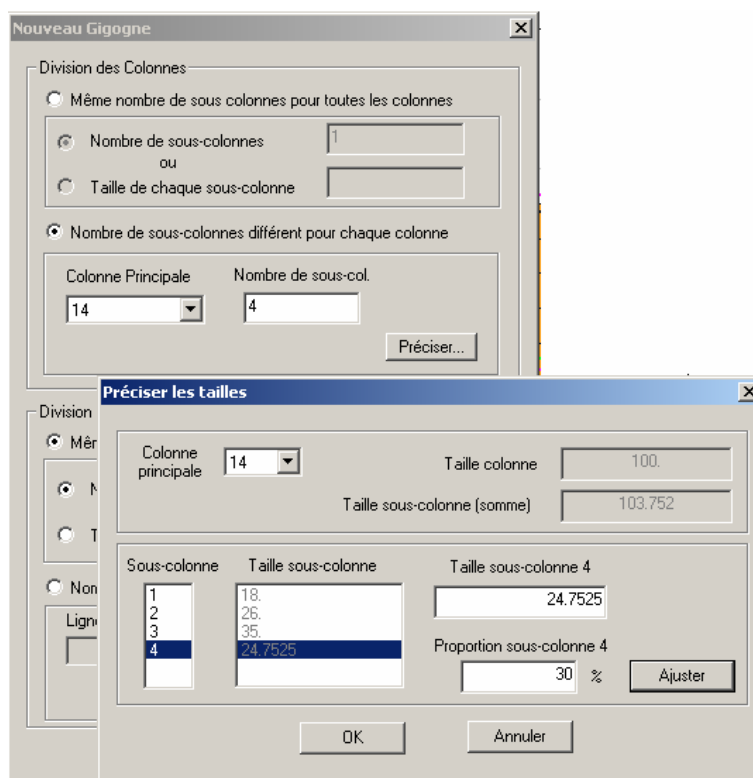 Nouveau Gigogne
Division des Colonnes
Même nombre de sous colonnes pour toutes les colonnes
Nombre de sous-colonnes
1
ou
Taille de chaque sous-colonne
Nombre de sous-colonnes différent pour chaque colonne
Colonne Principale
Nombre de sous-col.
14
4
Préciser...
Division
Mêr
N
T
Non
Lign
Préciser les tailles
Colonne
principale
14
Taille colonne
100.
Taille sous-colonne (somme)
103.752
Sous-colonne
Taille sous-colonne
Taille sous-colonne 4
1
2
3
4
18.
26.
35.
24.7525
24.7525
Proportion sous-colonne 4
30 %
Ajuster
OK
Annuler